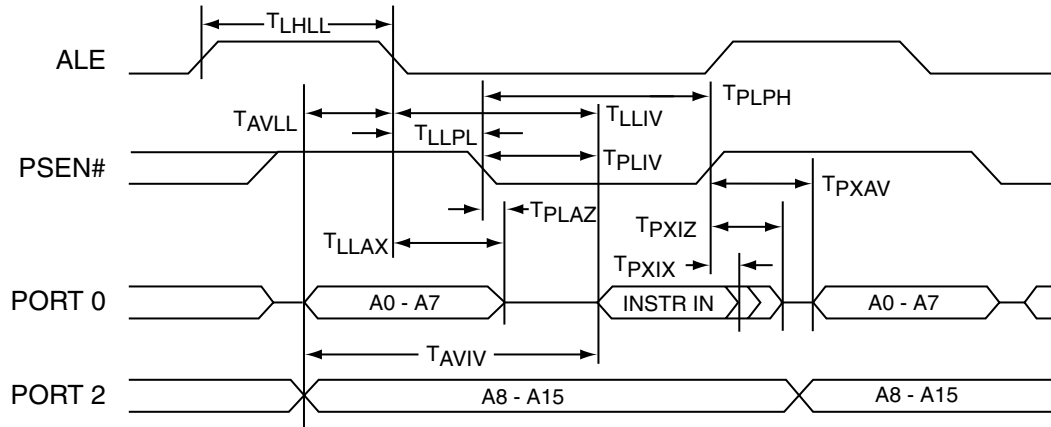 TLHLL
ALE
TPLPH
TAVLL
TLLIV
TLLPL
PSEN#
TPLIV
TPXAV
TPLAZ
TLLAX
TPXIZ
TPXIX
PORT 0
A0 - A7
INSTR IN
A0 - A7
TAVIV
PORT 2
A8 - A15
A8 - A15